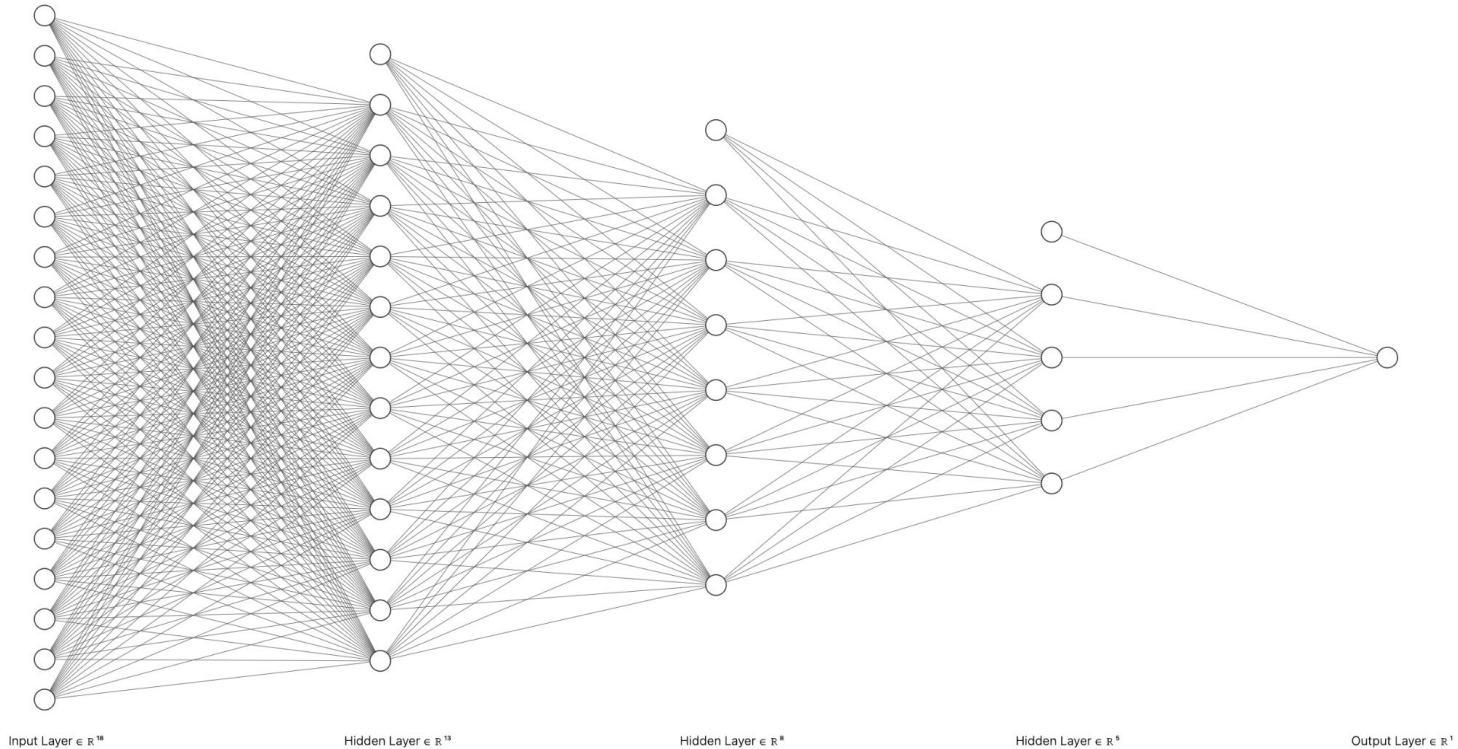 Input Layer ∈ ℝ¹⁸
Hidden Layer ∈ ℝ¹³
Hidden Layer ∈ ℝ⁸
Hidden Layer ∈ ℝ⁵
Output Layer ∈ ℝ¹